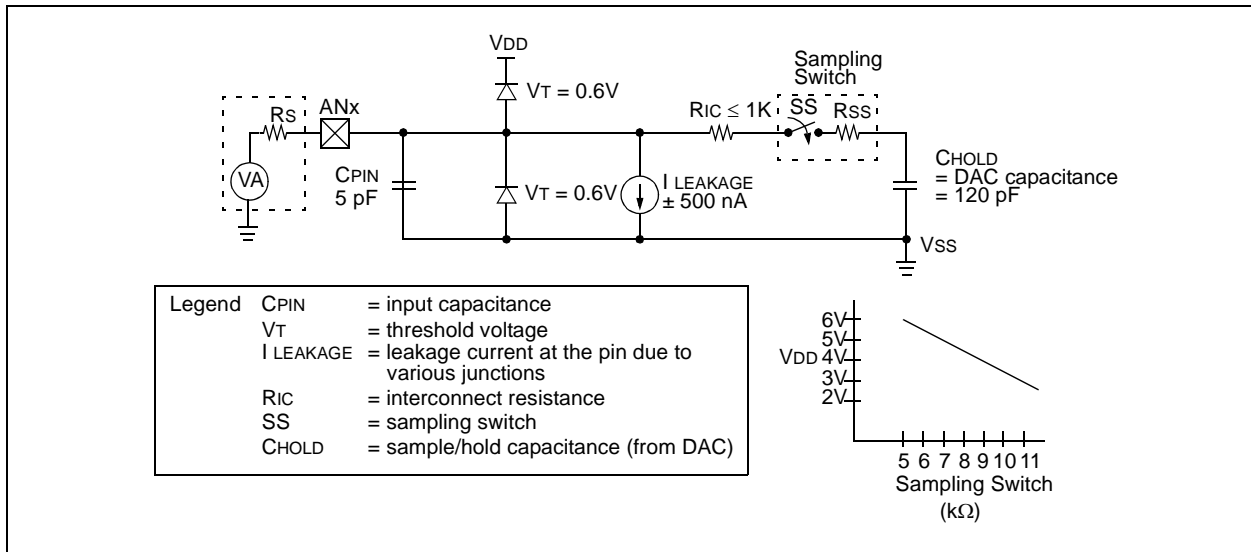 VDD
Sampling
Switch
VT = 0.6V
RS
ANx
RIC ≤ 1K
SS
RSS
VA
CPIN
5 pF
VT = 0.6V
I LEAKAGE
± 500 nA
CHOLD
= DAC capacitance
= 120 pF
VSS
Legend CPIN = input capacitance
VT = threshold voltage
I LEAKAGE = leakage current at the pin due to
various junctions
RIC = interconnect resistance
SS = sampling switch
CHOLD = sample/hold capacitance (from DAC)
6V
5V
VDD 4V
3V
2V
5 6 7 8 9 10 11
Sampling Switch
(kΩ)